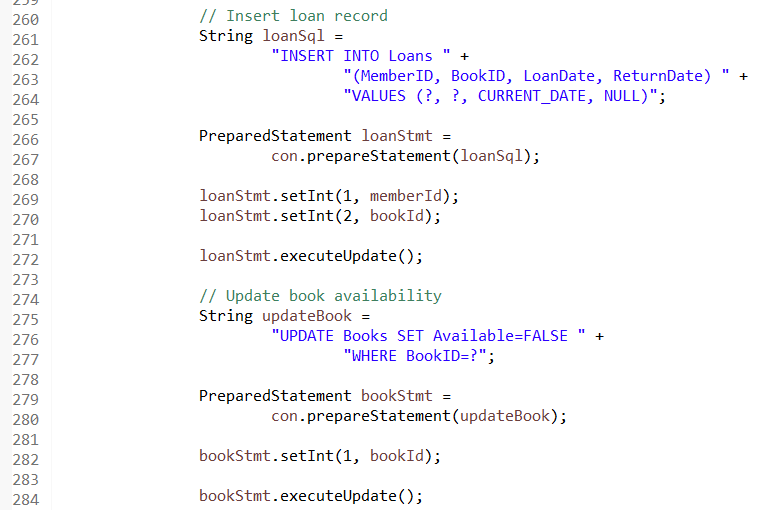 259
260 // Insert loan record
261 String loanSql =
262 "INSERT INTO Loans " +
263 "(MemberID, BookID, LoanDate, ReturnDate) " +
264 "VALUES (?, ?, CURRENT_DATE, NULL)";
265
266 PreparedStatement loanStmt =
267 con.prepareStatement(loanSql);
268
269 loanStmt.setInt(1, memberId);
270 loanStmt.setInt(2, bookId);
271
272 loanStmt.executeUpdate();
273
274 // Update book availability
275 String updateBook =
276 "UPDATE Books SET Available=FALSE " +
277 "WHERE BookID=?";
278
279 PreparedStatement bookStmt =
280 con.prepareStatement(updateBook);
281
282 bookStmt.setInt(1, bookId);
283
284 bookStmt.executeUpdate();